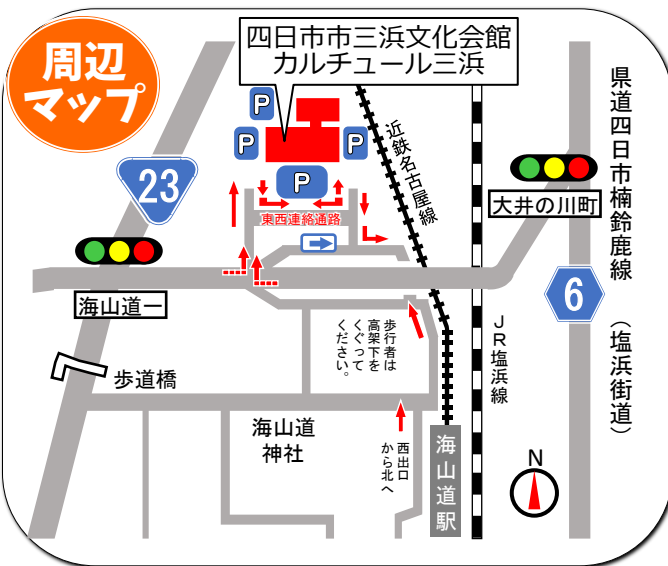 周辺
マップ
四日市市三浜文化会館
カルチュール三浜
P
P
P
P
23
東西連絡通路
近鉄名古屋線
大井の川町
県道四日市楠鈴鹿線
（塩浜街道）
6
海山道一
歩道橋
歩行者は
高架下を
くぐって
ください。
JR塩浜線
海山道
神社
西出口
から北へ
海山道駅
N